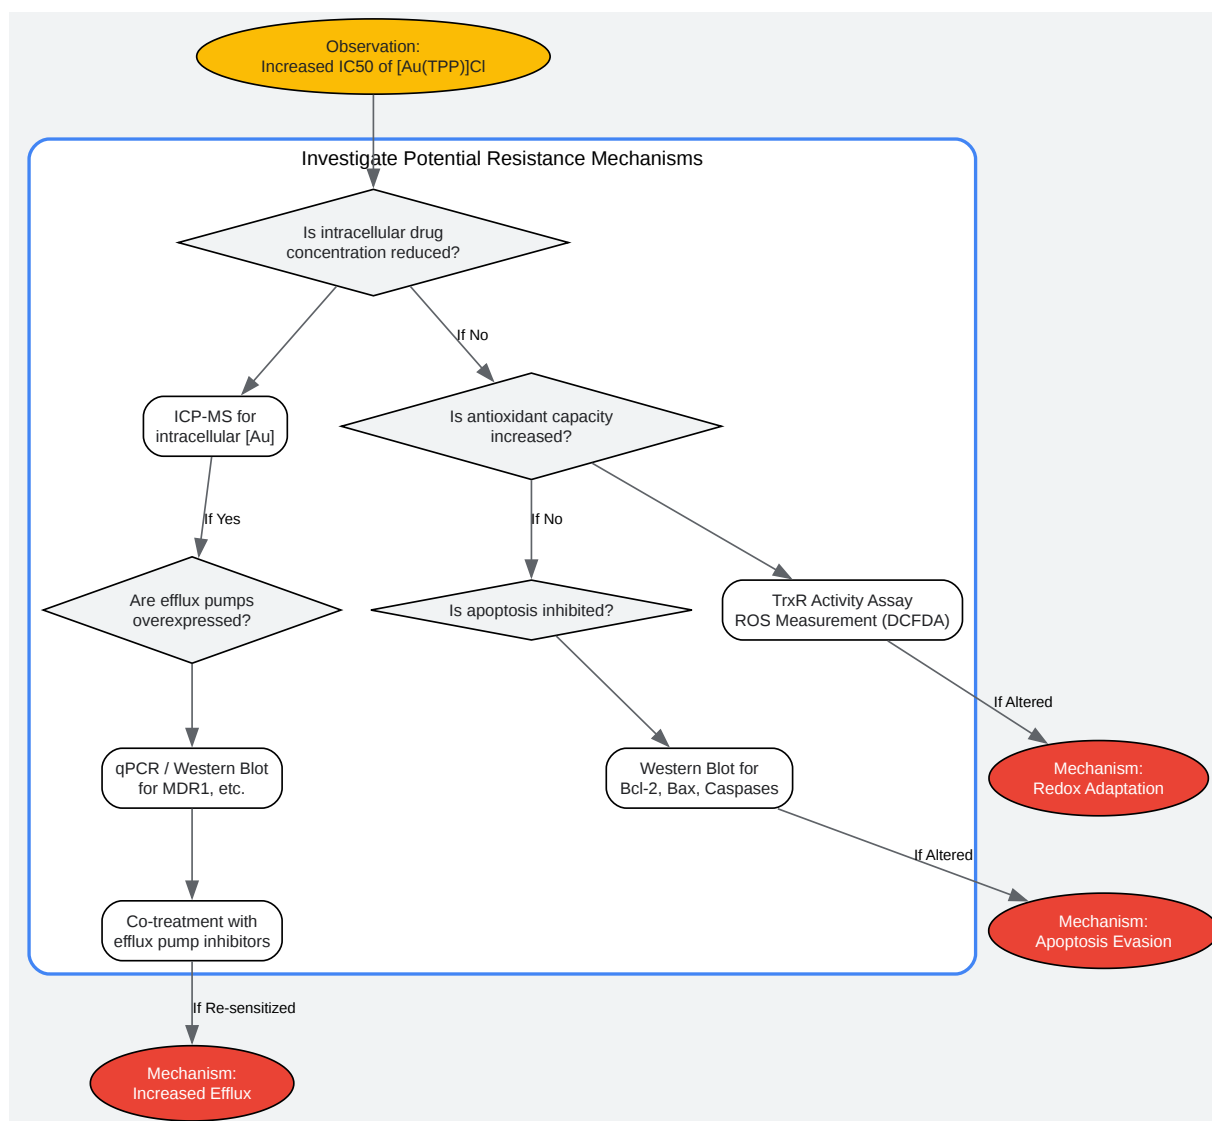 Observation:
Increased IC50 of [Au(TPP)]Cl
Investigate Potential Resistance Mechanisms
Is intracellular drug
concentration reduced?
If No
ICP-MS for
intracellular [Au]
Is antioxidant capacity
increased?
If Yes
If No
Are efflux pumps
overexpressed?
Is apoptosis inhibited?
TrxR Activity Assay
ROS Measurement (DCFDA)
If Altered
qPCR / Western Blot
for MDR1, etc.
Western Blot for
Bcl-2, Bax, Caspases
Mechanism:
Redox Adaptation
If Altered
Co-treatment with
efflux pump inhibitors
Mechanism:
Apoptosis Evasion
If Re-sensitized
Mechanism:
Increased Efflux